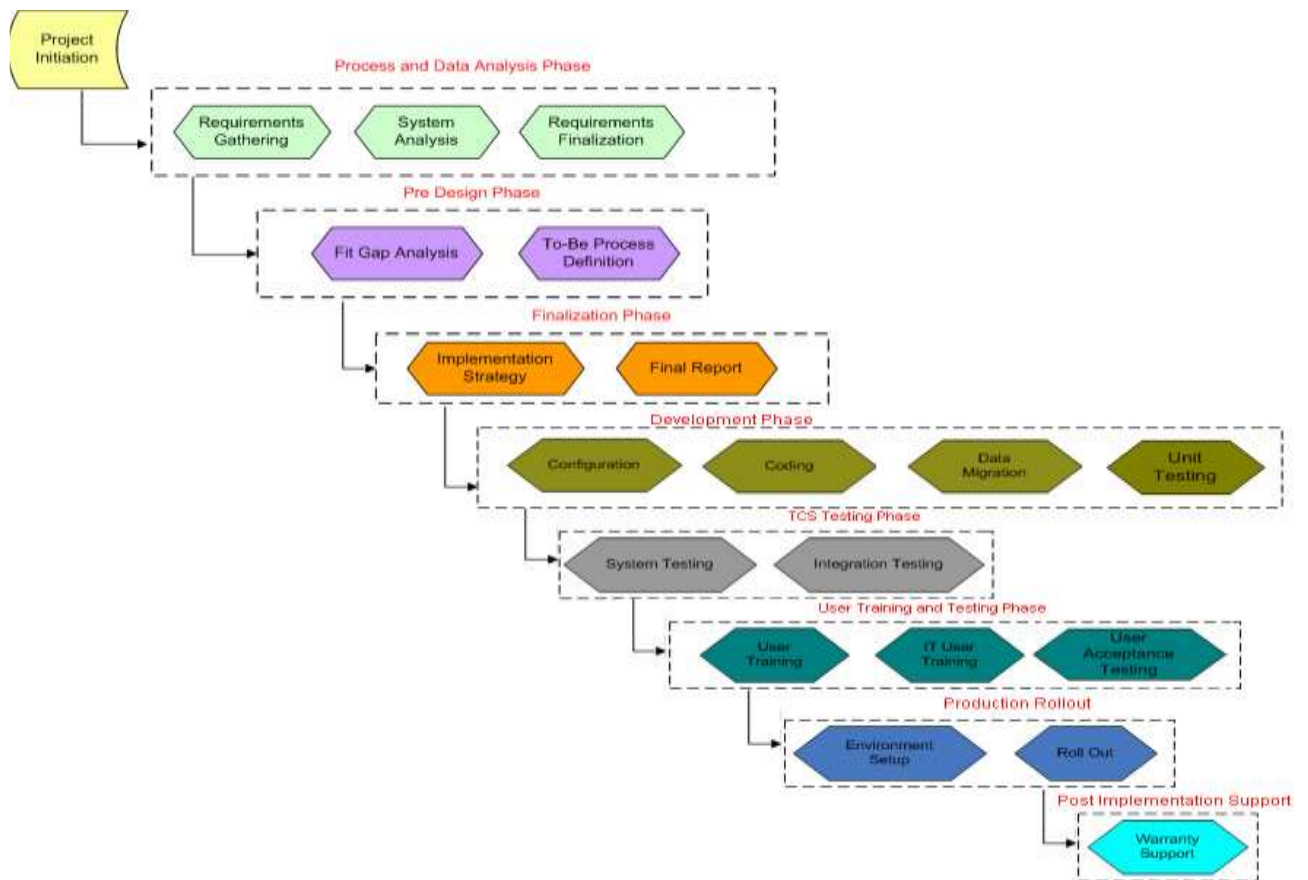 Project
Initiation
Process and Data Analysis Phase
Requirements
Gathering
System
Analysis
Requirements
Finalization
Pre Design Phase
Fit Gap Analysis
To-Be Process
Definition
Finalization Phase
Implementation
Strategy
Final Report
Development Phase
Configuration
Coding
Data
Migration
Unit
Testing
TCS Testing Phase
System Testing
Integration Testing
User Training and Testing Phase
User
Training
IT User
Training
User
Acceptance
Testing
Production Rollout
Environment
Setup
Roll Out
Post Implementation Support
Warranty
Support